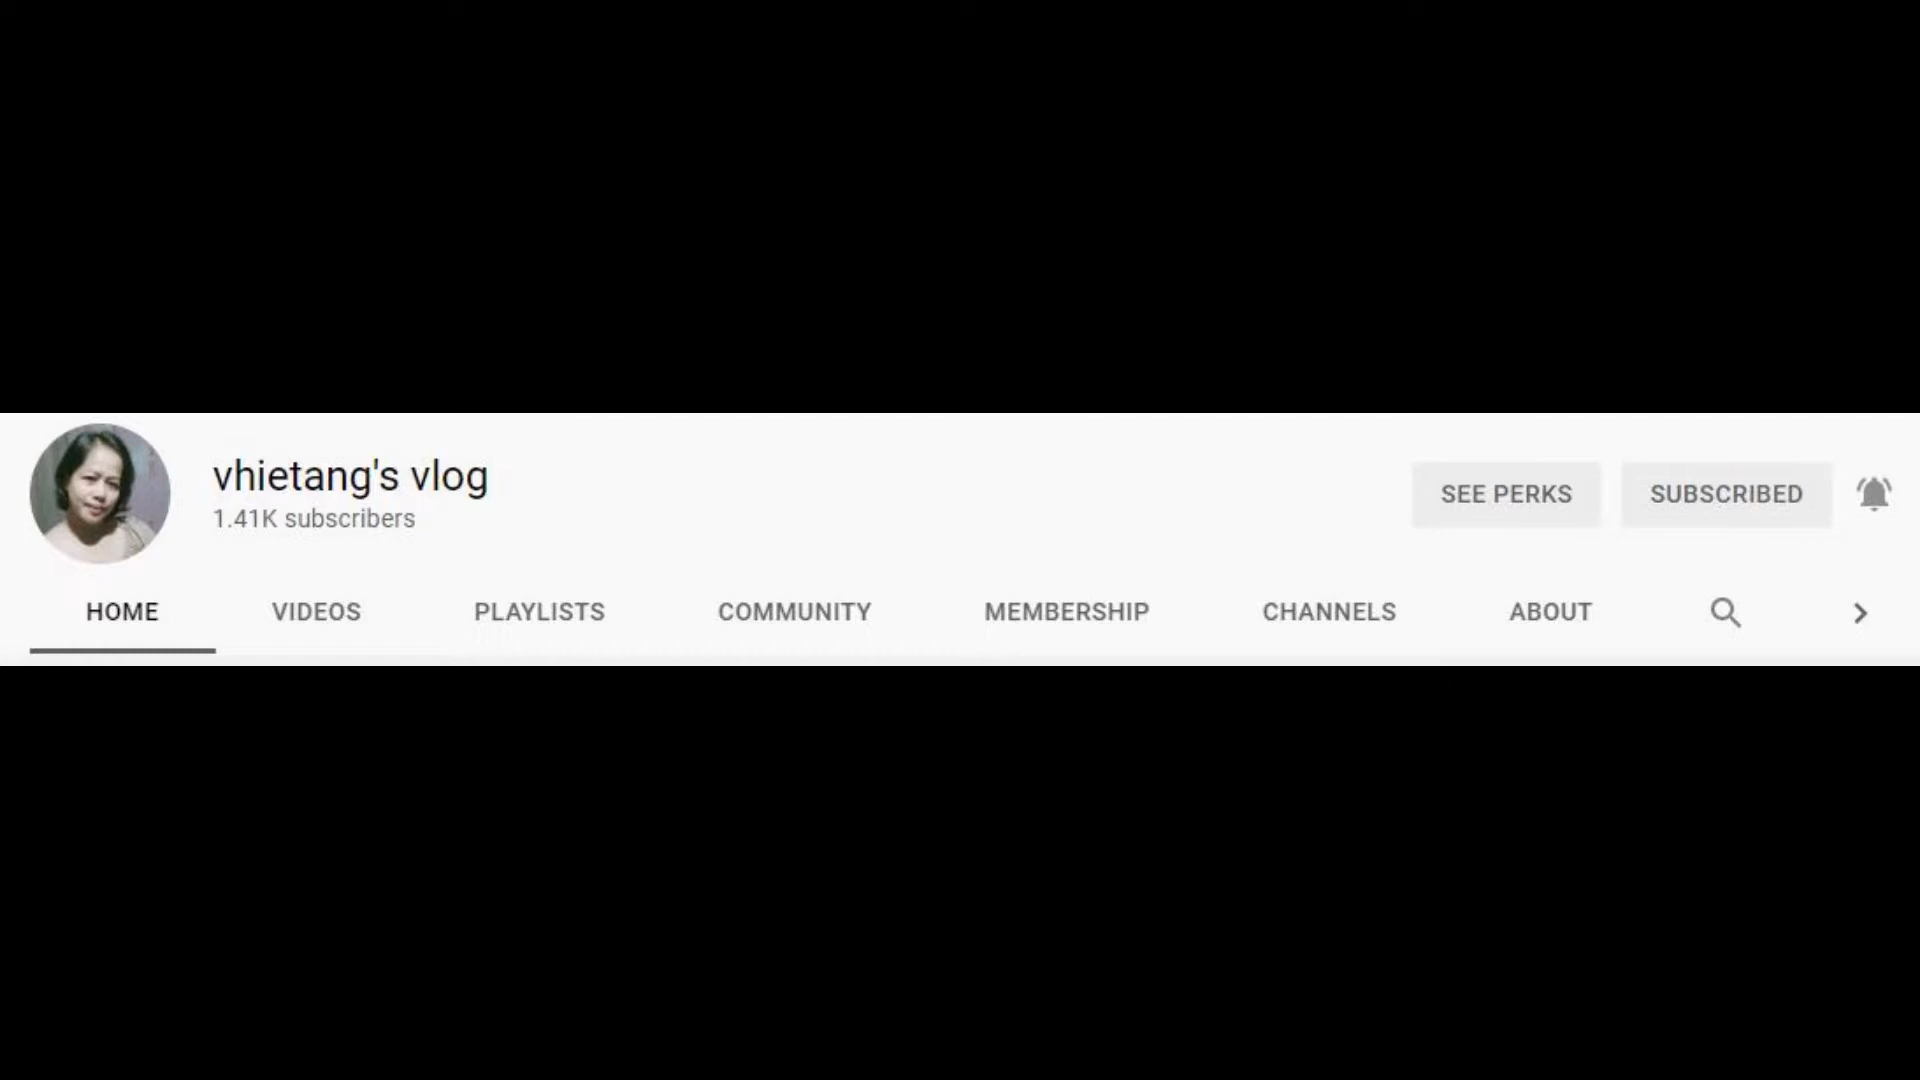 vhietang's vlog
1.41K subscribers
SEE PERKS
SUBSCRIBED
HOME
VIDEOS
PLAYLISTS
COMMUNITY
MEMBERSHIP
CHANNELS
ABOUT